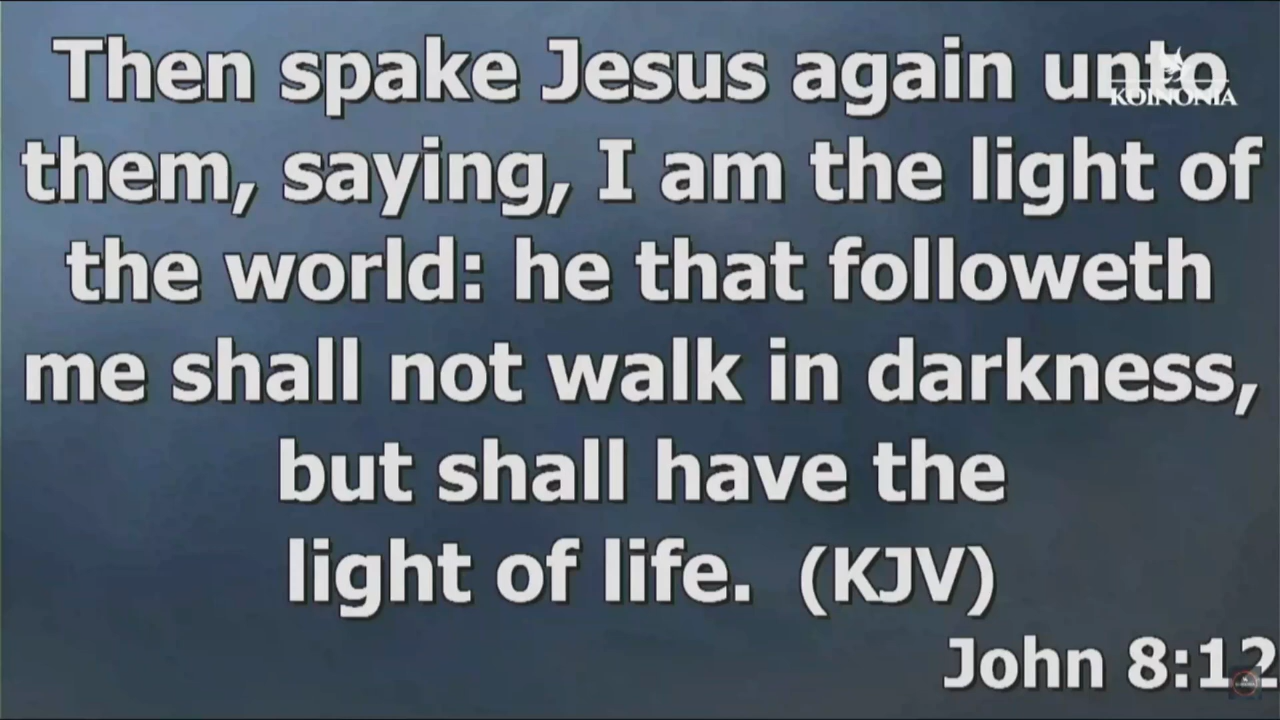 Then spake Jesus again unto
KOINONIA
them, saying, I am the light of
the world: he that followeth
me shall not walk in darkness,
but shall have the
light of life. (KJV)
John 8:12